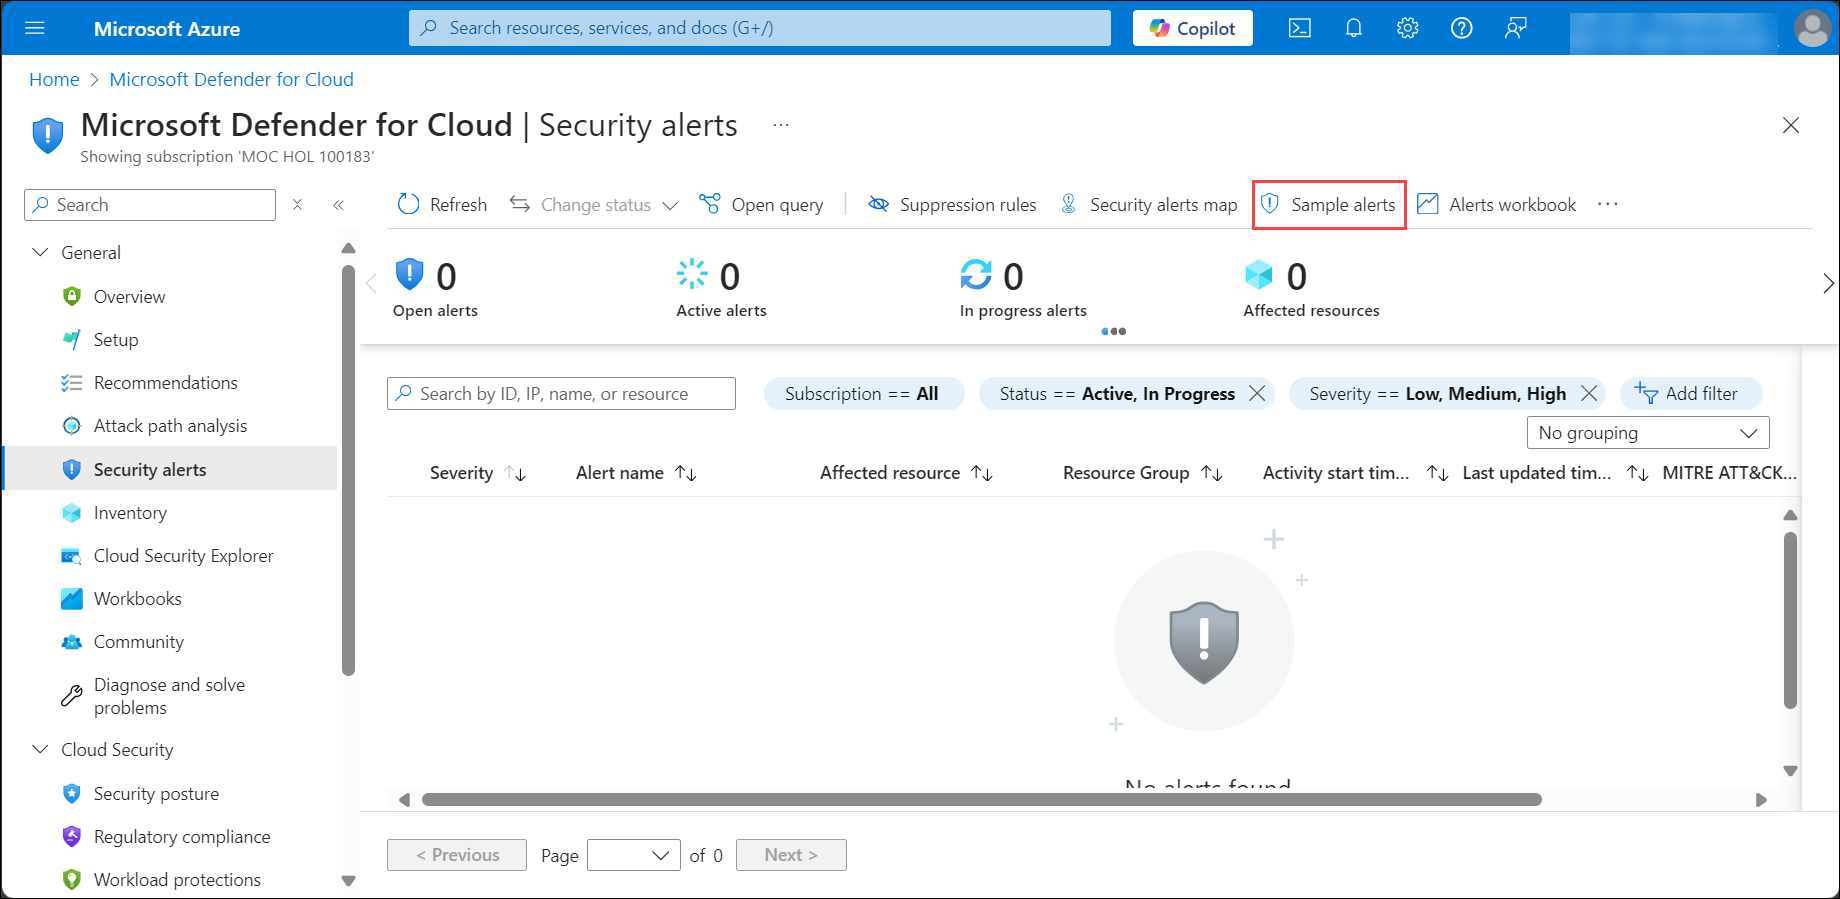 Microsoft Azure
Search resources, services, and docs (G+/)
Copilot
Home > Microsoft Defender for Cloud
Microsoft Defender for Cloud | Security alerts ...
Showing subscription 'MOC HOL 100183'
Search
Refresh Change status Open query Suppression rules Security alerts map Sample alerts Alerts workbook ...
General
Overview
Setup
Recommendations
Attack path analysis
Security alerts
Inventory
Cloud Security Explorer
Workbooks
Community
Diagnose and solve
problems
Cloud Security
Security posture
Regulatory compliance
Workload protections
0 0 0 0
Open alerts Active alerts In progress alerts Affected resources
Search by ID, IP, name, or resource
Subscription == All Status == Active, In Progress Severity == Low, Medium, High Add filter
No grouping
Severity Alert name Affected resource Resource Group Activity start tim... Last updated tim... MITRE ATT&CK...
No alerts found
< Previous Page of 0 Next >